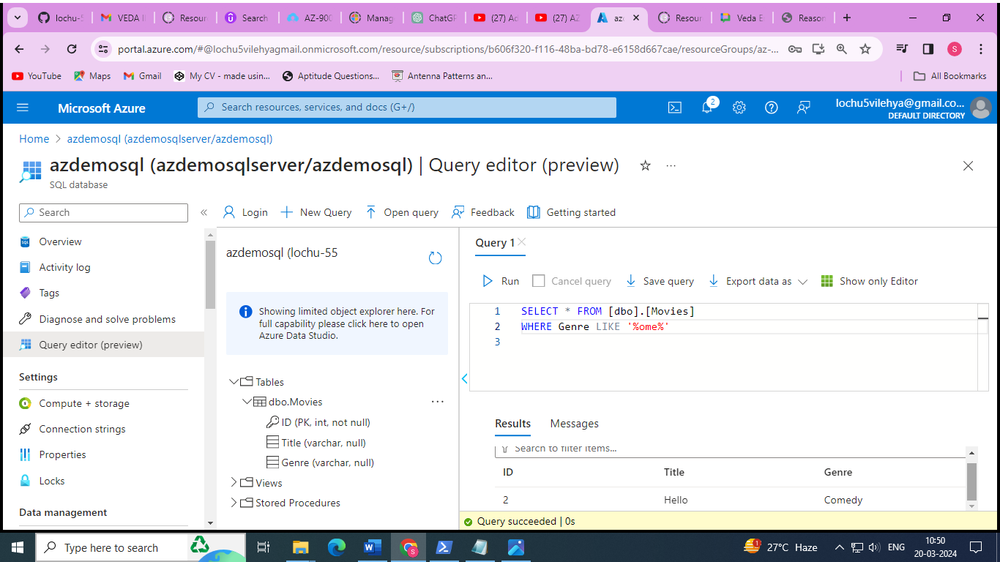 lochu-5
VEDA I
Resour
Search
AZ-900
Manag
ChatGP
(27) Ac
(27) AZ
az
Resour
Veda E
Reason
portal.azure.com/#@lochu5vilehyagmail.onmicrosoft.com/resource/subscriptions/b606f320-f116-48ba-bd78-e6158d667cae/resourceGroups/az-...
S
YouTube
Maps
Gmail
My CV - made usin...
Aptitude Questions...
Antenna Patterns an...
All Bookmarks
Microsoft Azure
Search resources, services, and docs (G+/)
2
lochu5vilehya@gmail.co...
DEFAULT DIRECTORY
Home > azdemosql (azdemosqlserver/azdemosql)
azdemosql (azdemosqlserver/azdemosql) | Query editor (preview)
SQL database
Search
Login
New Query
Open query
Feedback
Getting started
Overview
Activity log
Tags
Diagnose and solve problems
Query editor (preview)
Settings
Compute + storage
Connection strings
Properties
Locks
Data management
azdemosql (lochu-55
Showing limited object explorer here. For
full capability please click here to open
Azure Data Studio.
Tables
dbo.Movies
ID (PK, int, not null)
Title (varchar, null)
Genre (varchar, null)
Views
Stored Procedures
Query 1
Run
Cancel query
Save query
Export data as
Show only Editor
1 SELECT * FROM [dbo].[Movies]
2 WHERE Genre LIKE '%ome%'
3
Results
Messages
Search to filter items...
ID Title Genre
2 Hello Comedy
Query succeeded | 0s
Type here to search
27°C Haze
ENG
10:50
20-03-2024